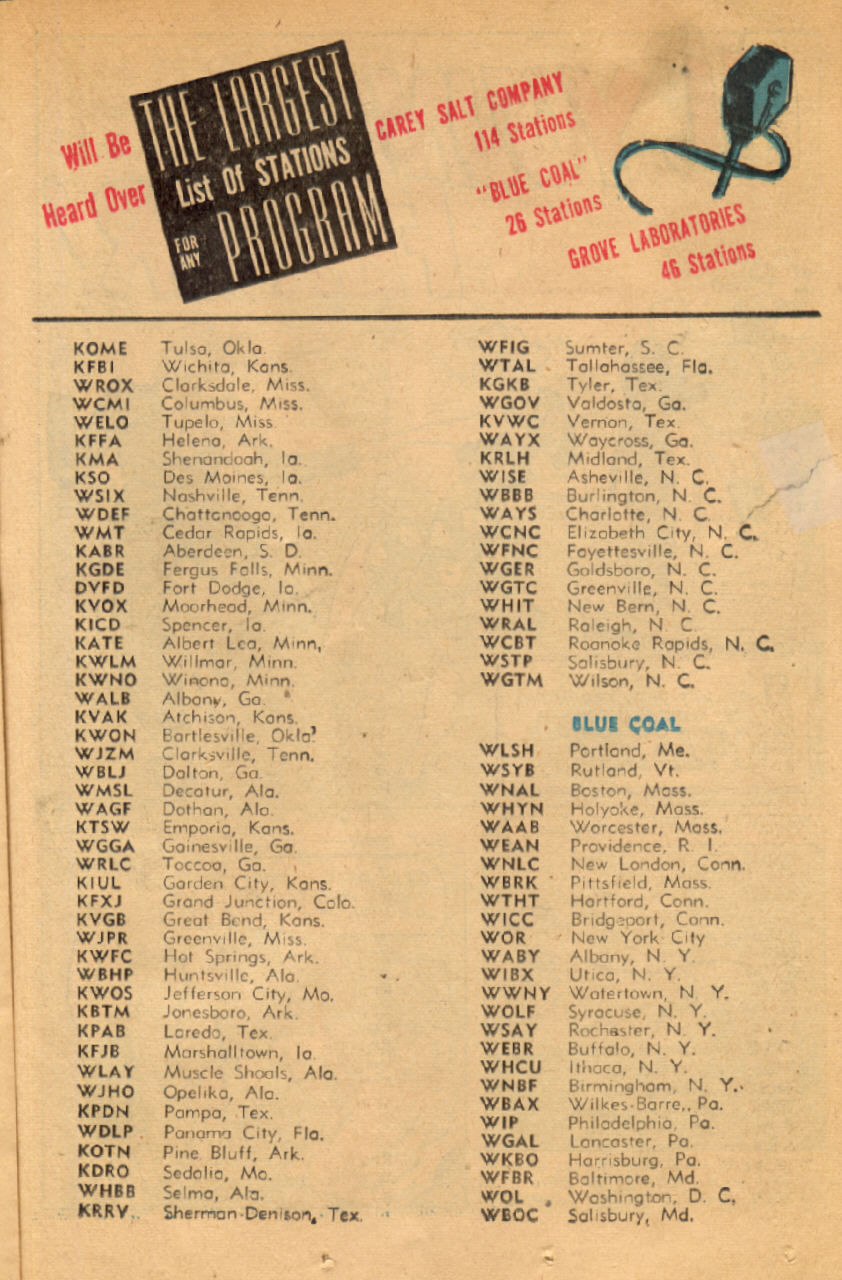 Will Be
Heard Over
THE LARGEST
List Of STATIONS
FOR ANY PROGRAM
CAREY SALT COMPANY
114 Stations
"BLUE COAL"
26 Stations
GROVE LABORATORIES
46 Stations
KOME Tulsa, Okla.
KFBI Wichita, Kans.
WROX Clarksdale, Miss.
WCMI Columbus, Miss.
WELO Tupelo, Miss.
KFFA Helena, Ark.
KMA Shenandoah, Ia.
KSO Des Moines, Ia.
WSIX Nashville, Tenn.
WDEF Chattanooga, Tenn.
WMT Cedar Rapids, Ia.
KABR Aberdeen, S. D.
KGDE Fergus Falls, Minn.
DVFD Fort Dodge, Ia.
KVOX Moorhead, Minn.
KICD Spencer, Ia.
KATE Albert Lea, Minn,
KWLM Willmar, Minn.
KWNO Winona, Minn.
WALB Albany, Ga.
KVAK Atchison, Kans.
KWON Bartlesville, Okla.
WJZM Clarksville, Tenn.
WBLJ Dalton, Ga.
WMSL Decatur, Ala.
WAGF Dothan, Ala.
KTSW Emporia, Kans.
WGGA Gainesville, Ga.
WRLC Toccoa, Ga.
KIUL Garden City, Kans.
KFXJ Grand Junction, Colo.
KVGB Great Bend, Kans.
WJPR Greenville, Miss.
KWFC Hot Springs, Ark.
WBHP Huntsville, Ala.
KWOS Jefferson City, Mo.
KBTM Jonesboro, Ark.
KPAB Laredo, Tex.
KFJB Marshalltown, Ia.
WLAY Muscle Shoals, Ala.
WJHO Opelika, Ala.
KPDN Pampa, Tex.
WDLP Panama City, Fla.
KOTN Pine Bluff, Ark.
KDRO Sedalia, Mo.
WHBB Selma, Ala.
KRRV Sherman-Denison, Tex.
WFIG Sumter, S. C.
WTAL Tallahassee, Fla.
KGKB Tyler, Tex.
WGOV Valdosta, Ga.
KVWC Vernon, Tex.
WAYX Waycross, Ga.
KRLH Midland, Tex.
WISE Asheville, N. C.
WBBB Burlington, N. C.
WAYS Charlotte, N. C.
WCNC Elizabeth City, N. C.
WFNC Fayettesville, N. C.
WGER Goldsboro, N. C.
WGTC Greenville, N. C.
WHIT New Bern, N. C.
WRAL Raleigh, N. C.
WCBT Roanoke Rapids, N. C.
WSTP Salisbury, N. C.
WGTM Wilson, N. C.
BLUE COAL
WLSH Portland, Me.
WSYB Rutland, Vt.
WNAL Boston, Mass.
WHYN Holyoke, Mass.
WAAB Worcester, Mass.
WEAN Providence, R. I.
WNLC New London, Conn.
WBRK Pittsfield, Mass.
WTHT Hartford, Conn.
WICC Bridgeport, Conn.
WOR New York City
WABY Albany, N. Y.
WIBX Utica, N. Y.
WWNY Watertown, N. Y.
WOLF Syracuse, N. Y.
WSAY Rochester, N. Y.
WEBR Buffalo, N. Y.
WHCU Ithaca, N. Y.
WNBF Birmingham, N. Y.
WBAX Wilkes-Barre, Pa.
WIP Philadelphia, Pa.
WGAL Lancaster, Pa.
WKBO Harrisburg, Pa.
WFBR Baltimore, Md.
WOL Washington, D. C.
WBOC Salisbury, Md.